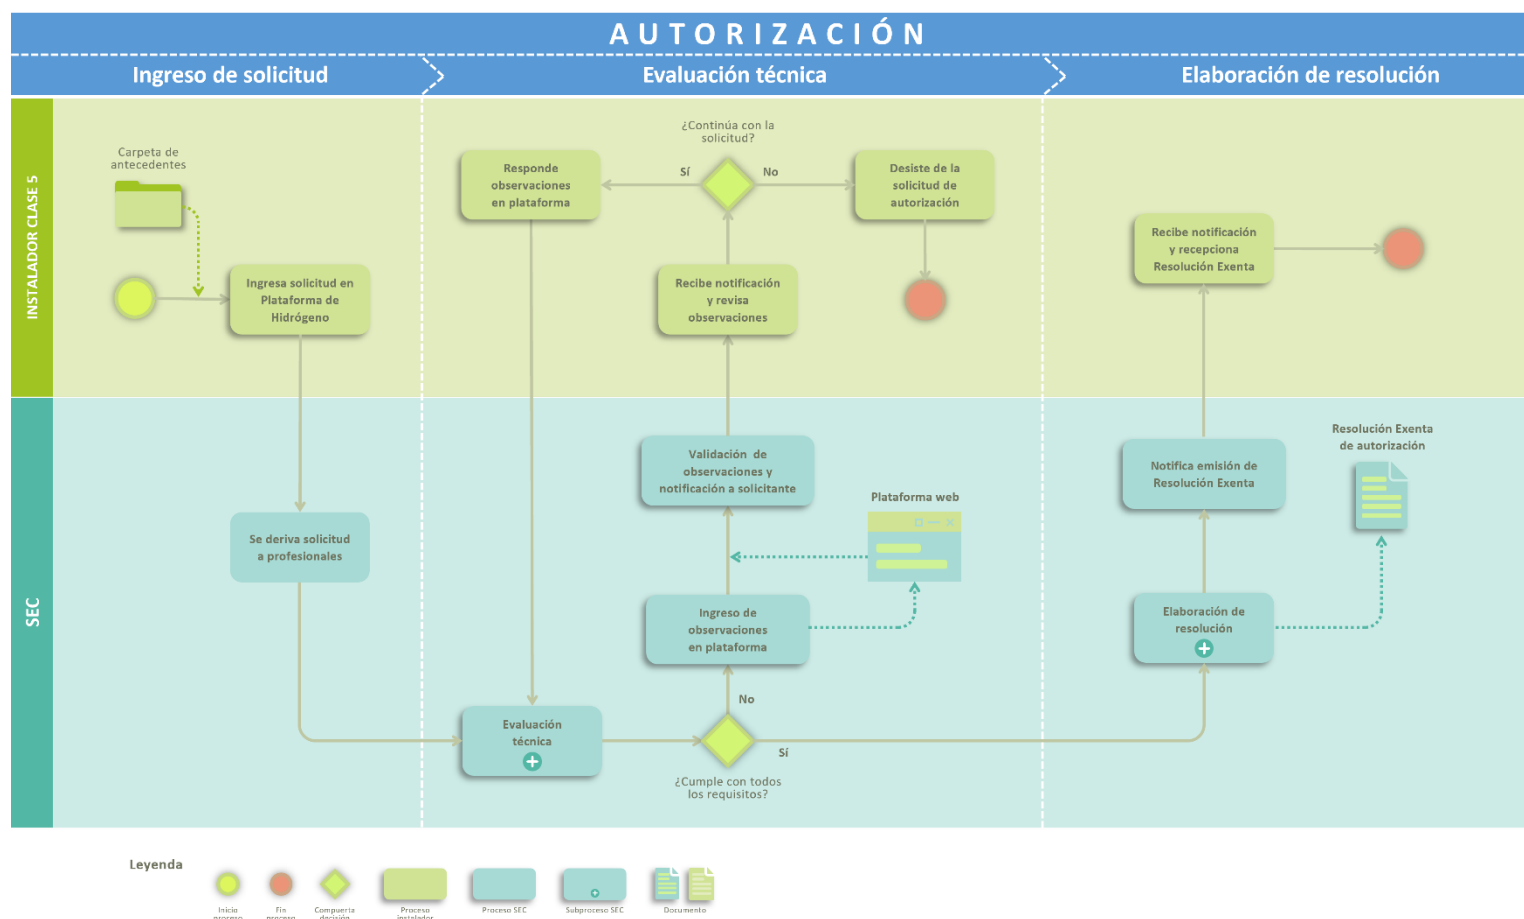 AUTORIZACIÓN
Ingreso de solicitud
Evaluación técnica
Elaboración de resolución
INSTALADOR CLASE 5
Carpeta de
antecedentes
Ingresa solicitud en
Plataforma de
Hidrógeno
Responde
observaciones
en plataforma
¿Continúa con la
solicitud?
Sí
No
Desiste de la
solicitud de
autorización
Recibe notificación
y revisa
observaciones
Recibe notificación
y recepciona
Resolución Exenta
SEC
Se deriva solicitud
a profesionales
Validación de
observaciones y
notificación a solicitante
Plataforma web
Ingreso de
observaciones
en plataforma
No
Evaluación
técnica
Sí
¿Cumple con todos
los requisitos?
Notifica emisión de
Resolución Exenta
Resolución Exenta
de autorización
Elaboración de
resolución
Leyenda
Inicio
proceso
Fin
proceso
Compuerta
decisión
Proceso
instalador
Proceso SEC
Subproceso SEC
Documento